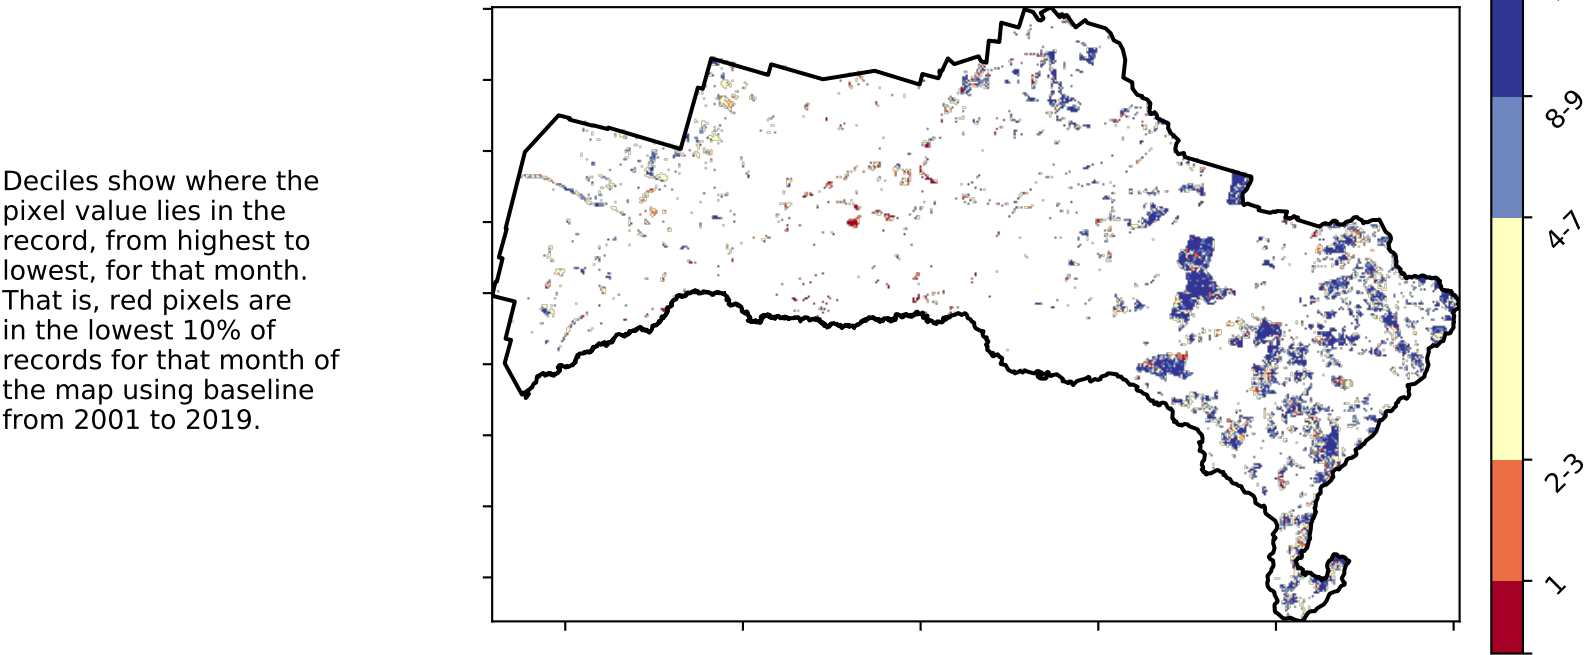 Deciles show where the
pixel value lies in the
record, from highest to
lowest, for that month.
That is, red pixels are
in the lowest 10% of
records for that month of
the map using baseline
from 2001 to 2019.
8-9
4-7
2-3
1